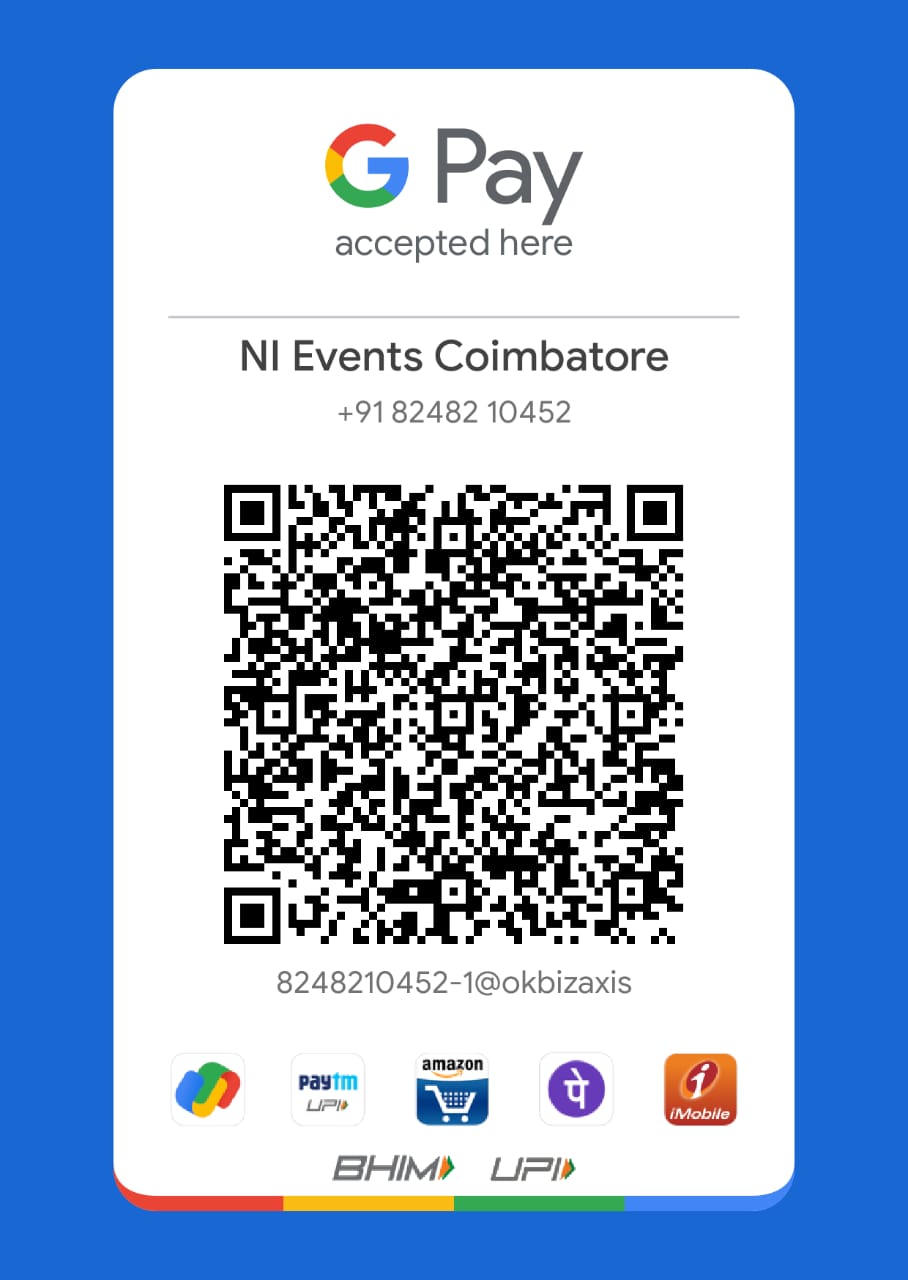 G Pay
accepted here
NI Events Coimbatore
+91 82482 10452
8248210452-1@okbizaxis
paytm
UPI
amazon
पे
i
iMobile
BHIM UPI